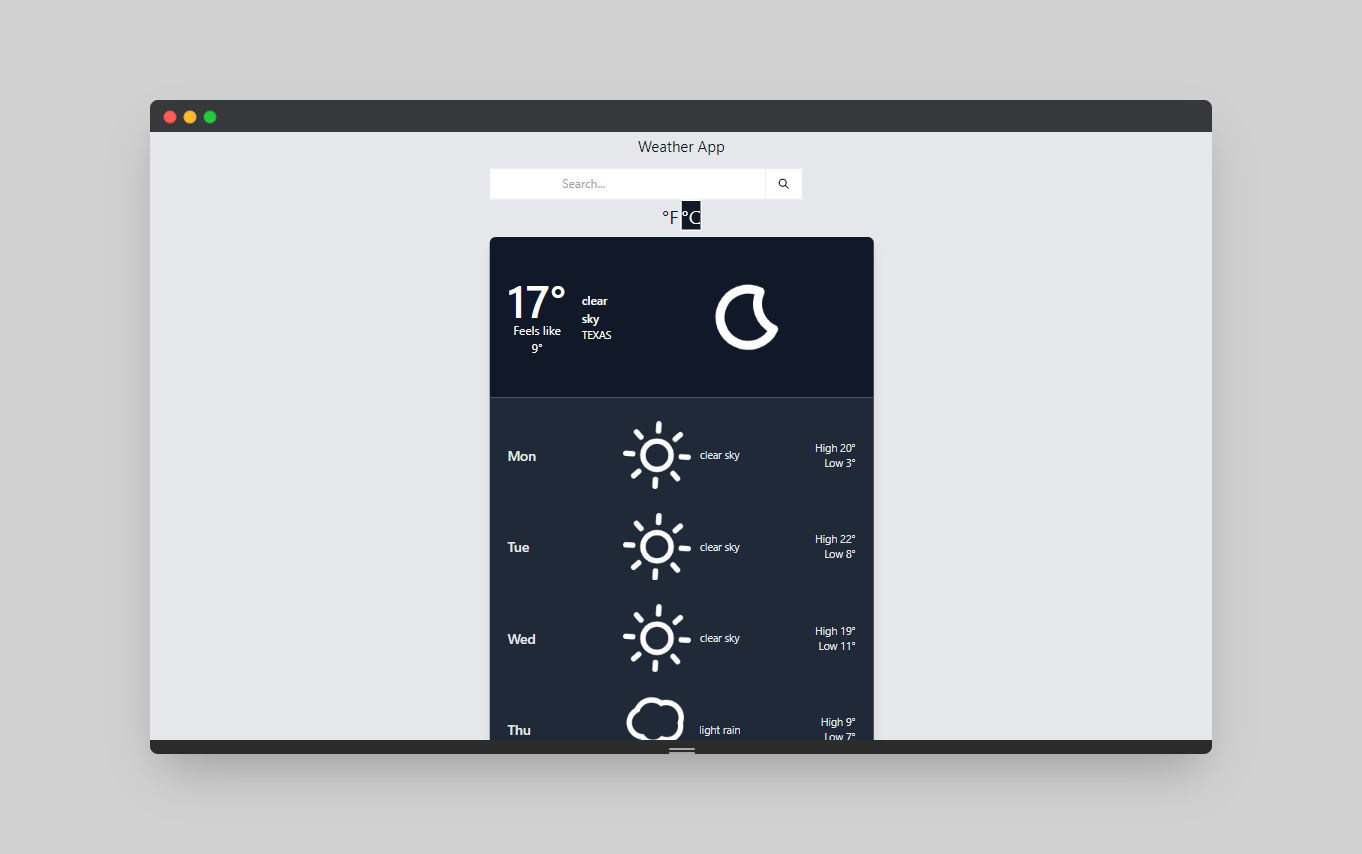 Weather App
Search...
°F °C
17°
Feels like
9°
clear
sky
TEXAS
Mon
clear sky
High 20°
Low 3°
Tue
clear sky
High 22°
Low 8°
Wed
clear sky
High 19°
Low 11°
Thu
light rain
High 9°
Low 7°